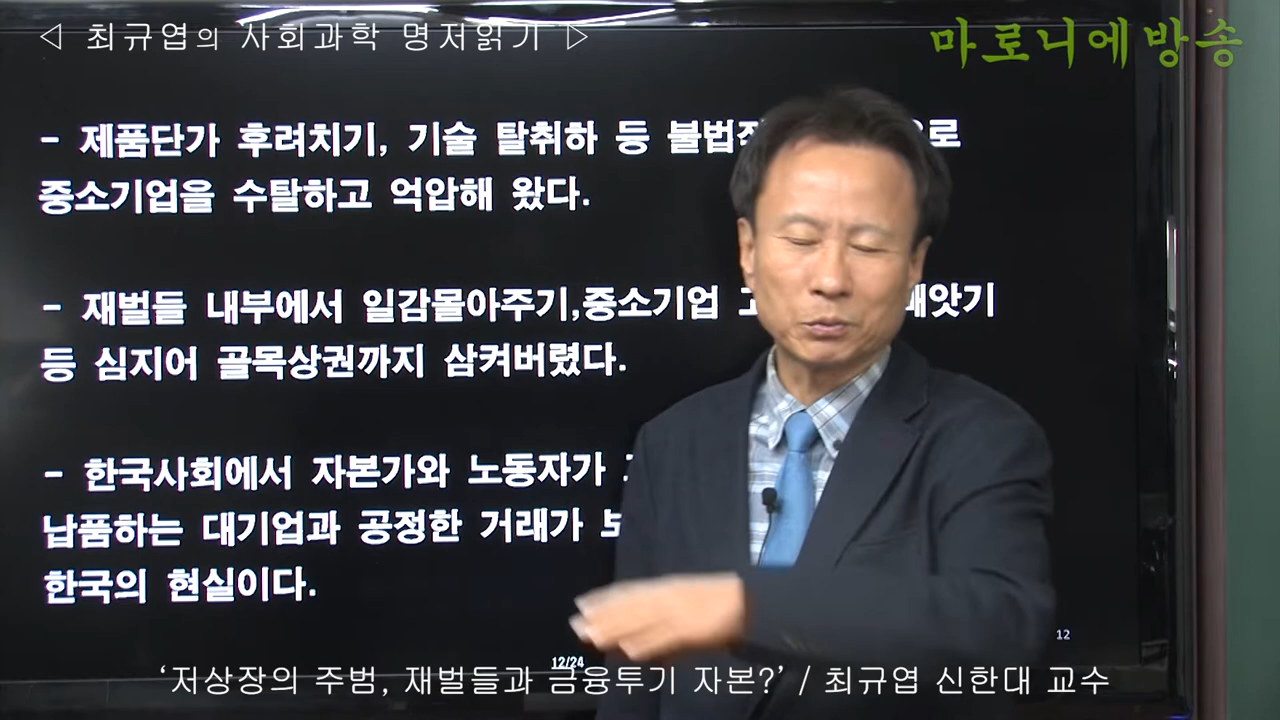 ◁ 최규엽의 사회과학 명저읽기 ▷
마로니에방송
- 제품단가 후려치기, 기술 탈취하 등
중소기업을 수탈하고 억압해 왔다.
- 재벌들 내부에서 일감몰아주기,중소기업
등 심지어 골목상권까지 삼켜버렸다.
- 한국사회에서 자본가와 노동자가
납품하는 대기업과 공정한 거래가
한국의 현실이다.
12
12/24
‘저상장의 주범, 재벌들과 금융투기 자본?’ / 최규엽 신한대 교수